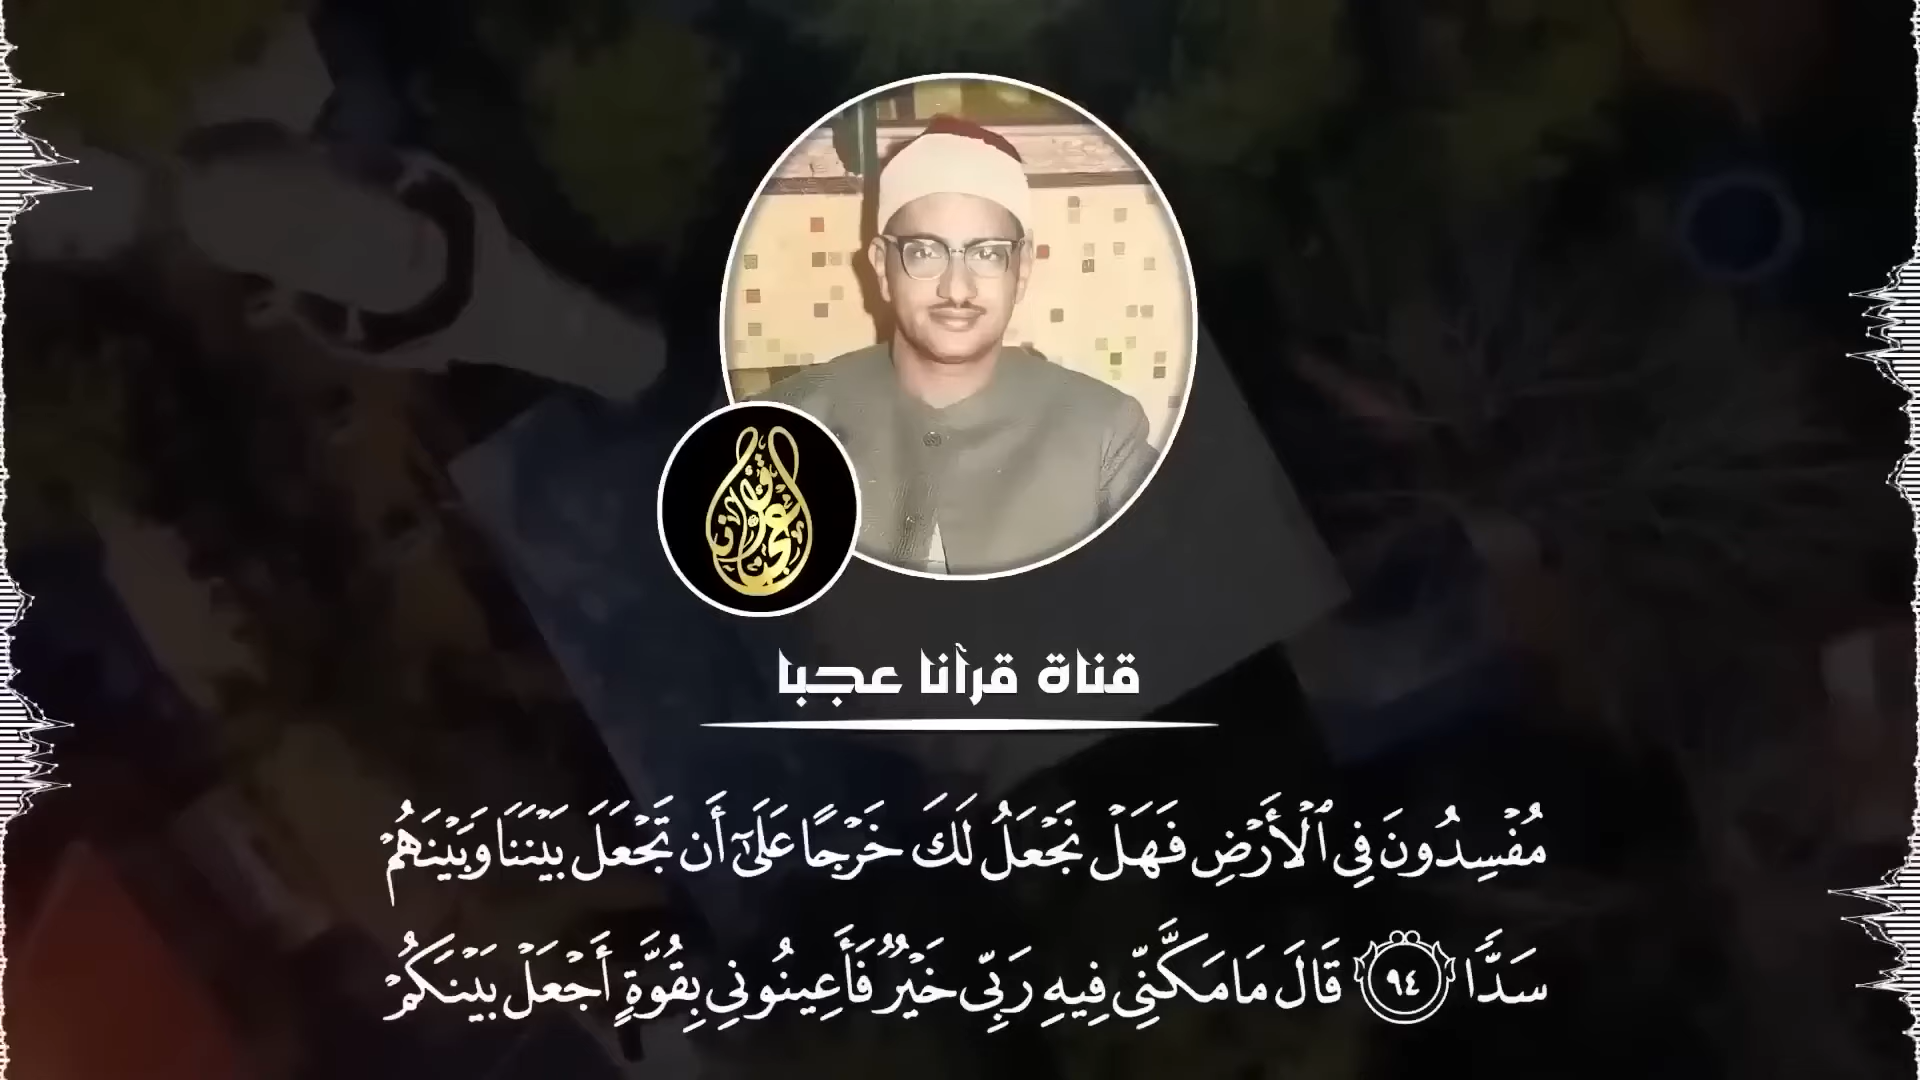 قناة قرآنا عجبا
مُفْسِدُونَ فِي ٱلْأَرْضِ فَهَلْ نَجْعَلُ لَكَ خَرْجًا عَلَىٰٓ أَن تَجْعَلَ بَيْنَنَا وَبَيْنَهُمْ
سَدًّا ٩٤ قَالَ مَا مَكَّنِّي فِيهِ رَبِّي خَيْرٌ فَأَعِينُونِي بِقُوَّةٍ أَجْعَلْ بَيْنَكُمْ